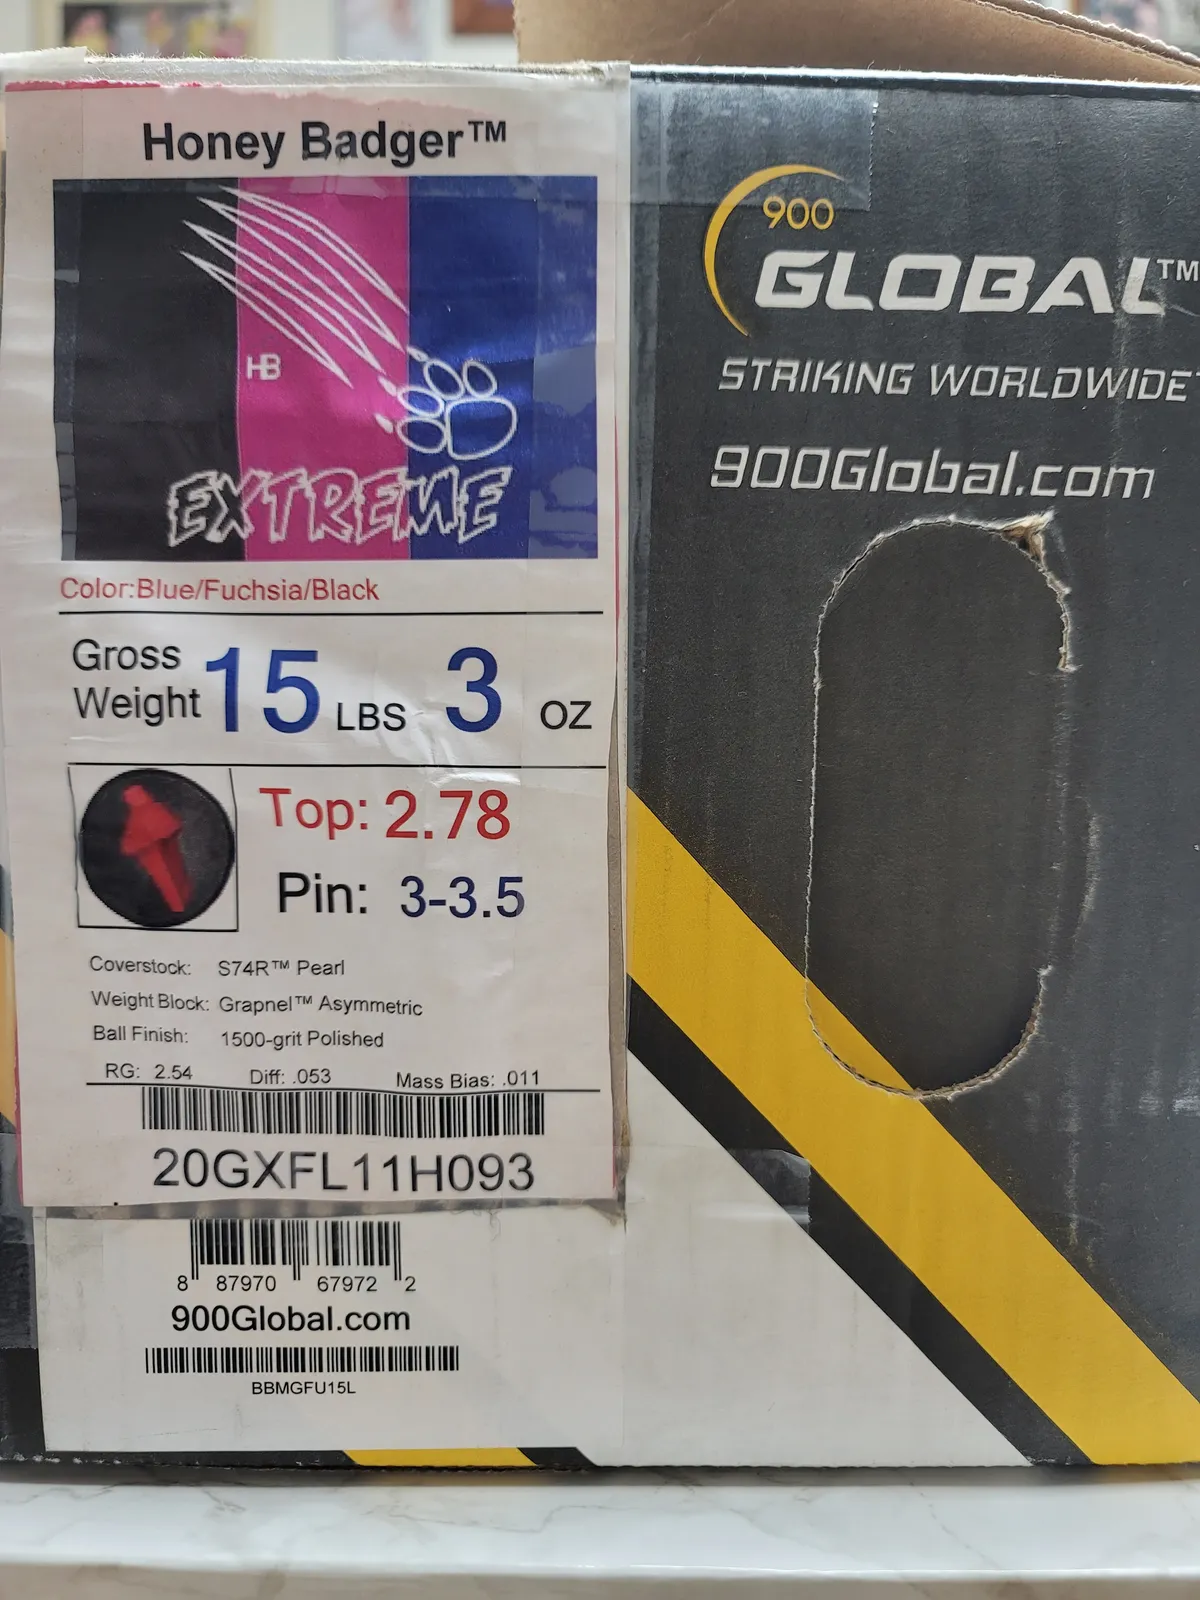 Honey Badger™
HB
EXTREME
Color:Blue/Fuchsia/Black
Gross
Weight 15 LBS 3 OZ
Top: 2.78
Pin: 3-3.5
Coverstock: S74R™ Pearl
Weight Block: Grapnel™ Asymmetric
Ball Finish: 1500-grit Polished
RG: 2.54 Diff: .053 Mass Bias: .011
20GXFL11H093
8 87970 67972 2
900Global.com
BBMGFU15L
900
GLOBAL™
STRIKING WORLDWIDE
900Global.com